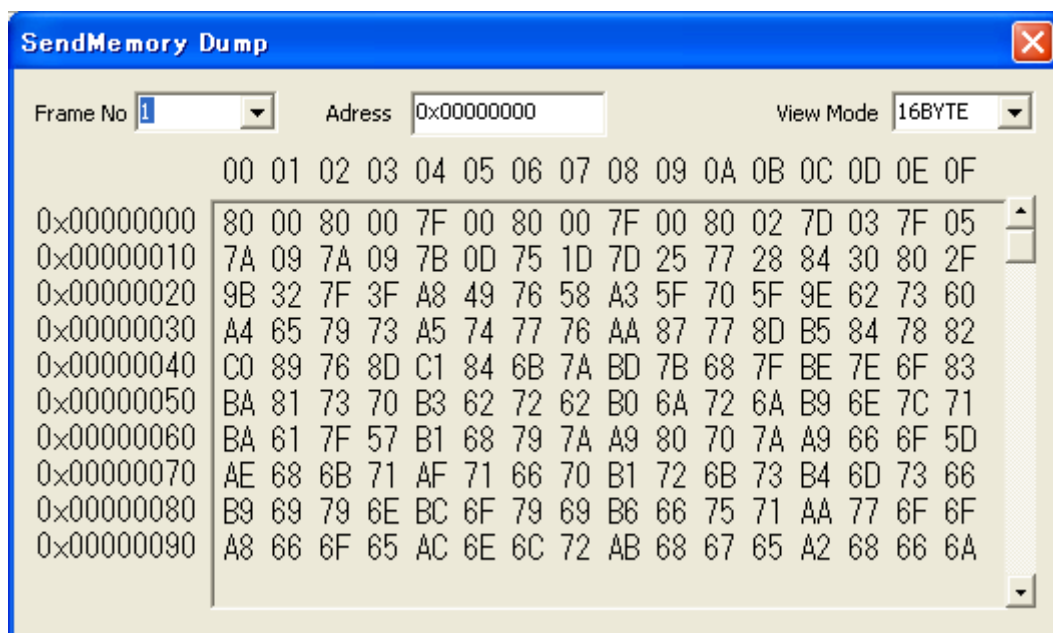 SendMemory Dump
Frame No 1 Adress 0x00000000 View Mode 16BYTE
00 01 02 03 04 05 06 07 08 09 0A 0B 0C 0D 0E 0F
0x00000000 80 00 80 00 7F 00 80 00 7F 00 80 02 7D 03 7F 05
0x00000010 7A 09 7A 09 7B 0D 75 1D 7D 25 77 28 84 30 80 2F
0x00000020 9B 32 7F 3F A8 49 76 58 A3 5F 70 5F 9E 62 73 60
0x00000030 A4 65 79 73 A5 74 77 76 AA 87 77 8D B5 84 78 82
0x00000040 C0 89 76 8D C1 84 6B 7A BD 7B 68 7F BE 7E 6F 83
0x00000050 BA 81 73 70 B3 62 72 62 B0 6A 72 6A B9 6E 7C 71
0x00000060 BA 61 7F 57 B1 68 79 7A A9 80 70 7A A9 66 6F 5D
0x00000070 AE 68 6B 71 AF 71 66 70 B1 72 6B 73 B4 6D 73 66
0x00000080 B9 69 79 6E BC 6F 79 69 B6 66 75 71 AA 77 6F 6F
0x00000090 A8 66 6F 65 AC 6E 6C 72 AB 68 67 65 A2 68 66 6A